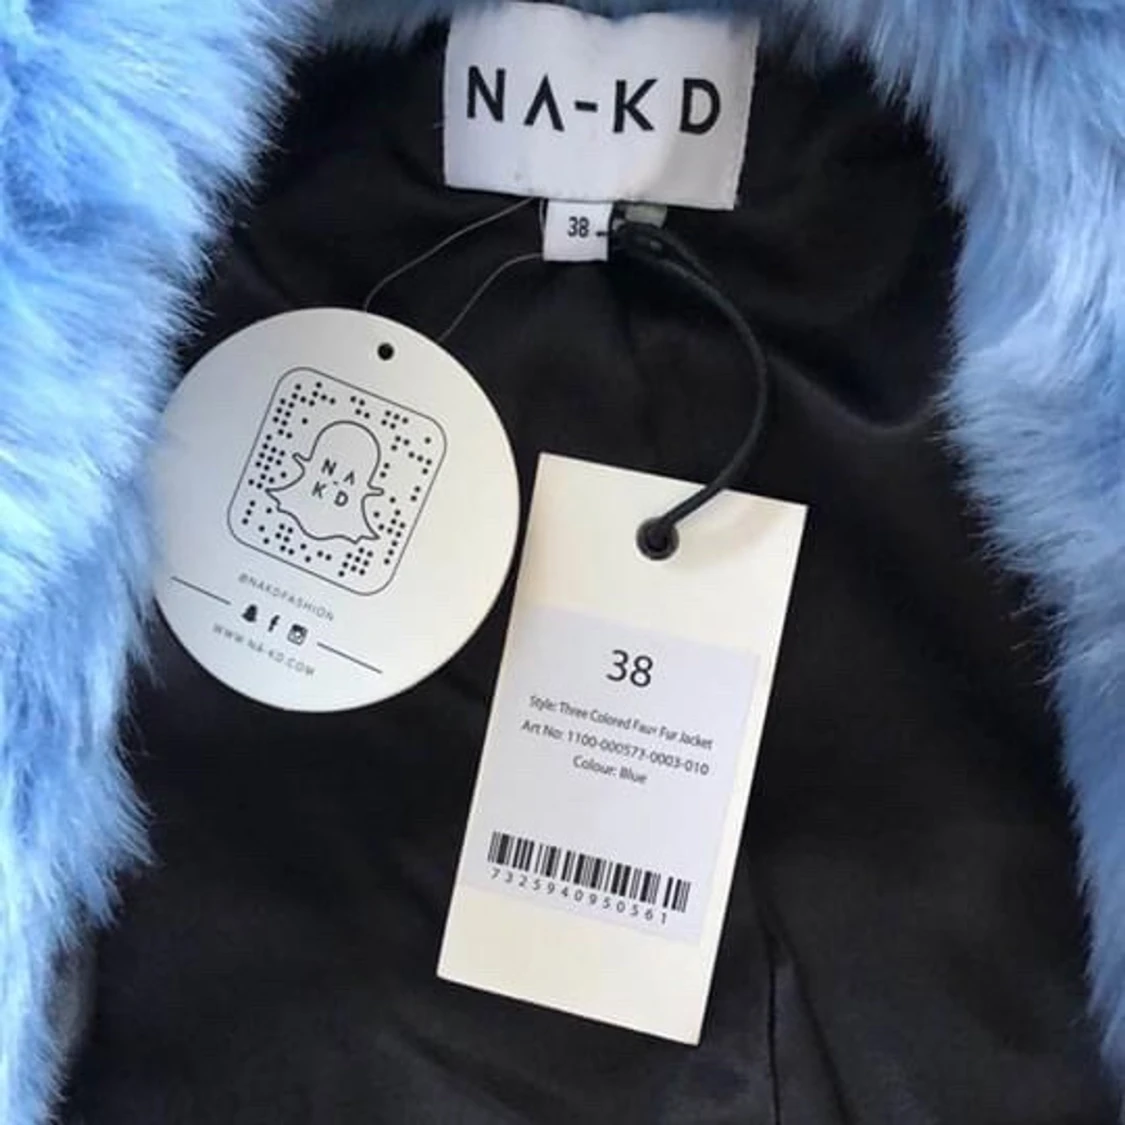 NA-KD
38
NA
KD
@NAKDFASHION
WWW.NA-KD.COM
38
Style: Three Colored Faux Fur Jacket
Art No: 1100-000573-0003-010
Colour: Blue
7325940950561